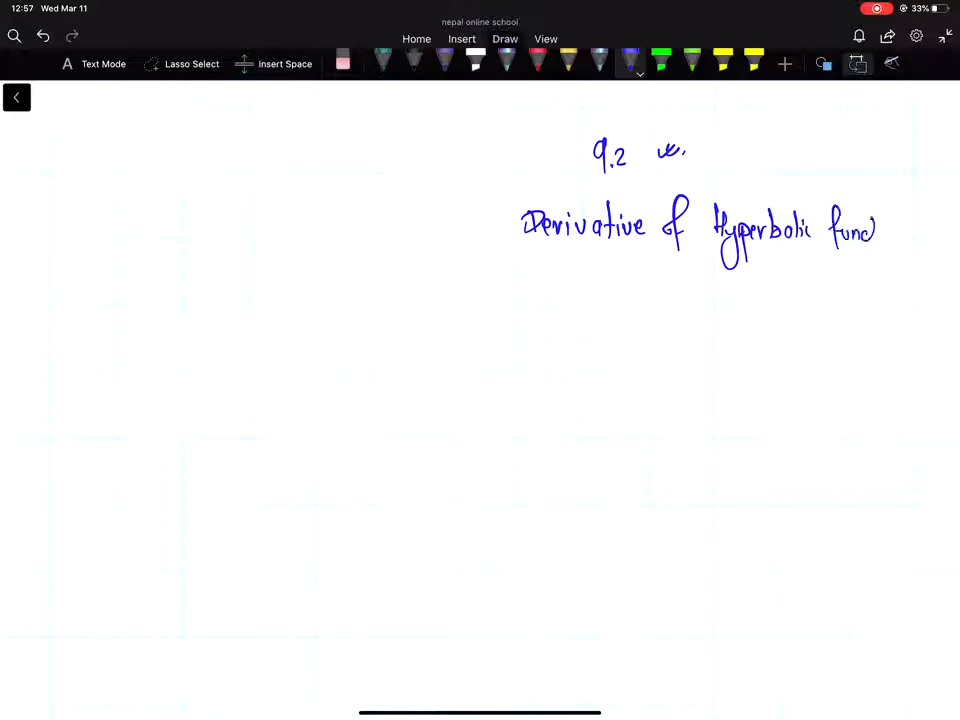 12:57 Wed Mar 11
33%
nepal online school
Home Insert Draw View
A Text Mode Lasso Select Insert Space
9.2
Derivative of Hyperbolic func